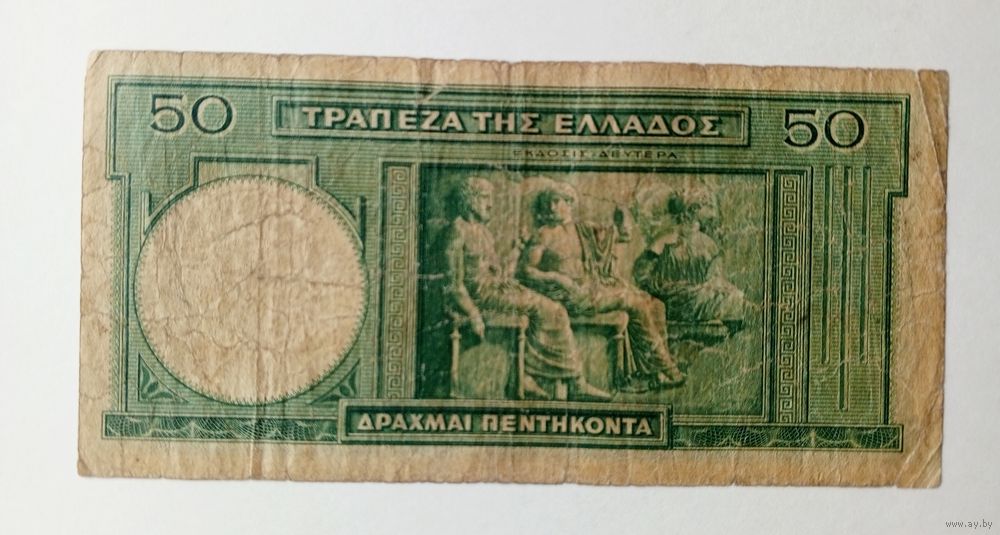 50 ΤΡΑΠΕΖΑ ΤΗΣ ΕΛΛΑΔΟΣ 50
ΕΚΔΟΣΙΣ ΔΕΥΤΕΡΑ
ΔΡΑΧΜΑΙ ΠΕΝΤΗΚΟΝΤΑ
www.ay.by